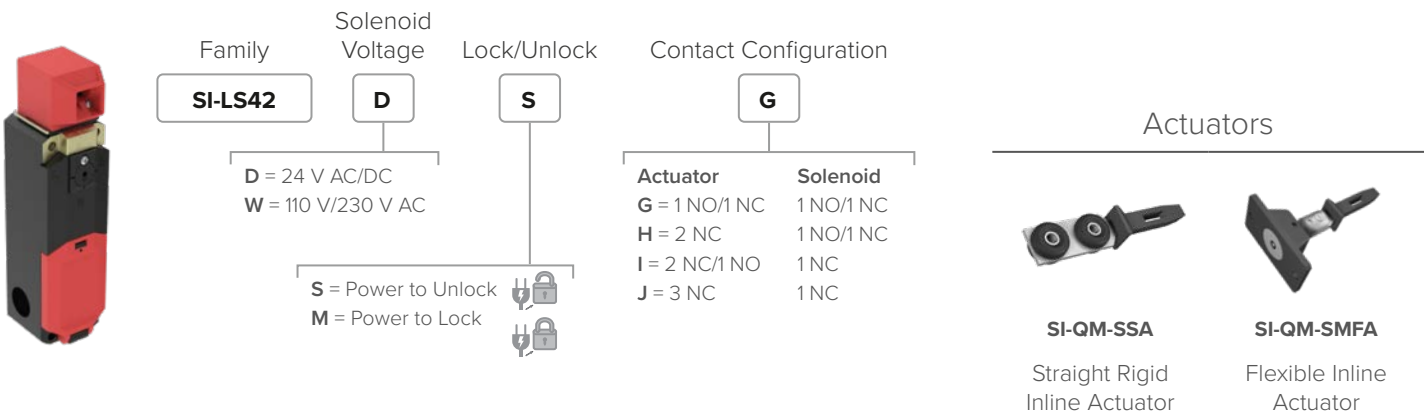 Family
Solenoid
Voltage
Lock/Unlock
Contact Configuration
SI-LS42
D
S
G
D = 24 V AC/DC
W = 110 V/230 V AC
S = Power to Unlock
M = Power to Lock
Actuator Solenoid
G = 1 NO/1 NC 1 NO/1 NC
H = 2 NC 1 NO/1 NC
I = 2 NC/1 NO 1 NC
J = 3 NC 1 NC
Actuators
SI-QM-SSA
Straight Rigid
Inline Actuator
SI-QM-SMFA
Flexible Inline
Actuator